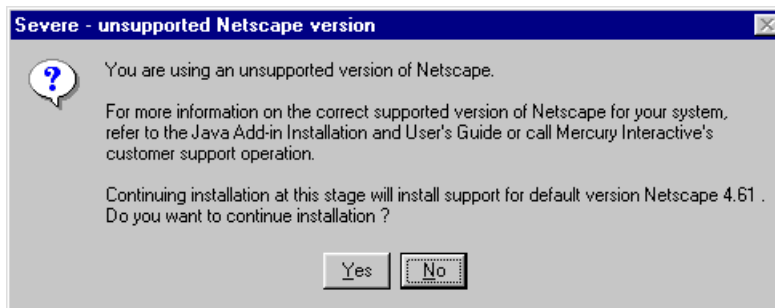 Severe - unsupported Netscape version
You are using an unsupported version of Netscape.
For more information on the correct supported version of Netscape for your system,
refer to the Java Add-in Installation and User's Guide or call Mercury Interactive's
customer support operation.
Continuing installation at this stage will install support for default version Netscape 4.61 .
Do you want to continue installation ?
Yes No